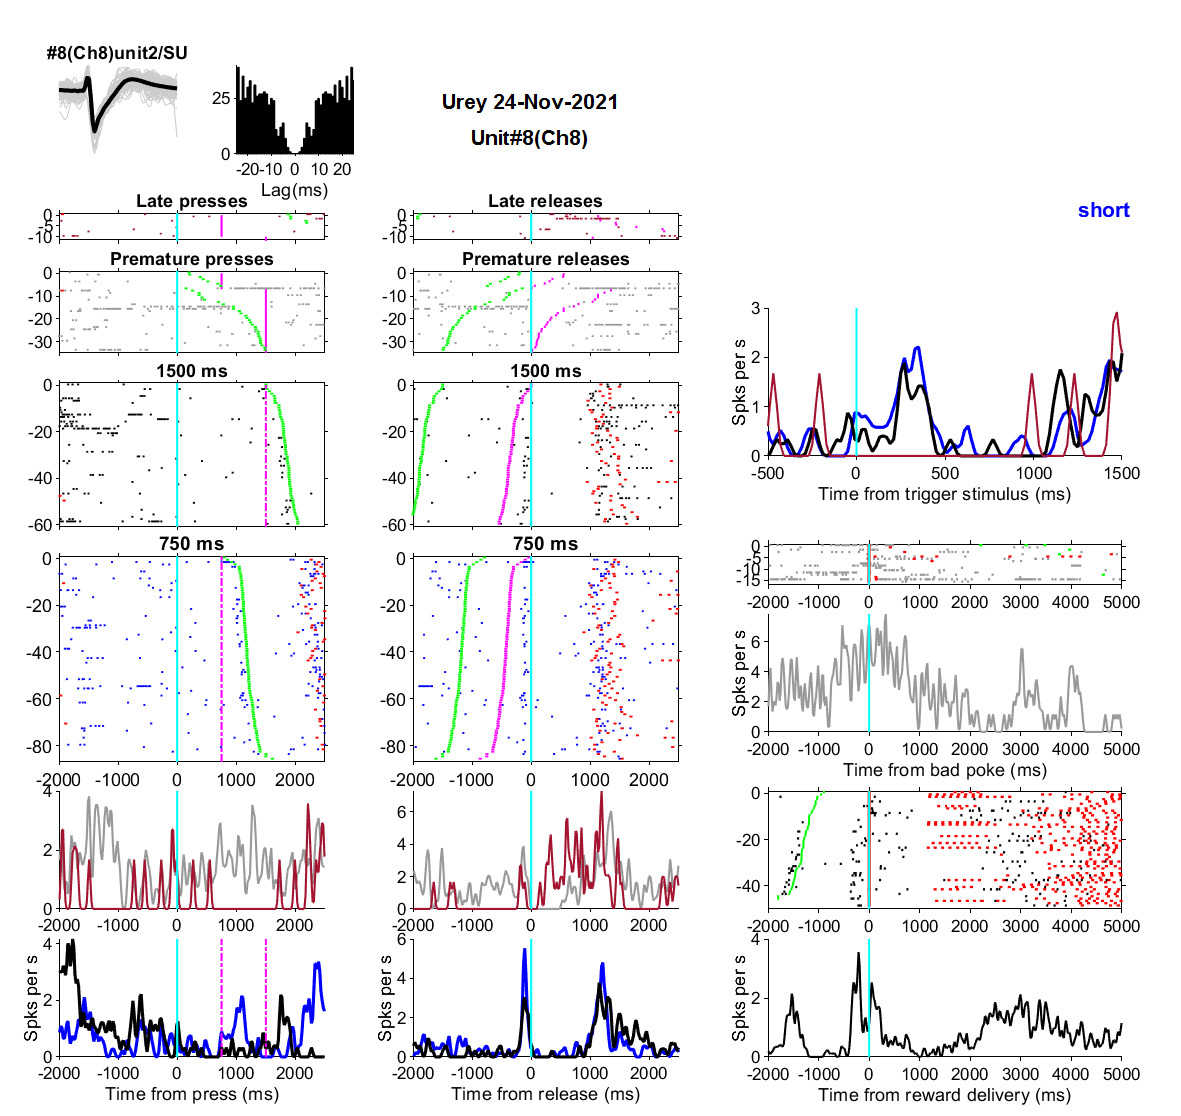 #8(Ch8)unit2/SU
25
0
-20 -10 0 10 20
Lag(ms)
Urey 24-Nov-2021
Unit#8(Ch8)
short
Late presses
0
-5
-10
Late releases
0
-5
-10
Premature presses
0
-10
-20
-30
Premature releases
0
-10
-20
-30
1500 ms
0
-20
-40
-60
1500 ms
0
-20
-40
-60
750 ms
0
-20
-40
-60
-80
-2000 -1000 0 1000 2000
750 ms
0
-20
-40
-60
-80
-2000 -1000 0 1000 2000
4
2
0
-2000 -1000 0 1000 2000
6
4
2
0
-2000 -1000 0 1000 2000
Spks per s
4
2
0
-2000 -1000 0 1000 2000
Time from press (ms)
Spks per s
6
4
2
0
-2000 -1000 0 1000 2000
Time from release (ms)
Spks per s
3
2
1
0
-500 0 500 1000 1500
Time from trigger stimulus (ms)
0
-5
-10
-15
-2000 -1000 0 1000 2000 3000 4000 5000
Spks per s
6
4
2
0
-2000 -1000 0 1000 2000 3000 4000 5000
Time from bad poke (ms)
0
-20
-40
-2000 -1000 0 1000 2000 3000 4000 5000
Spks per s
4
2
0
-2000 -1000 0 1000 2000 3000 4000 5000
Time from reward delivery (ms)